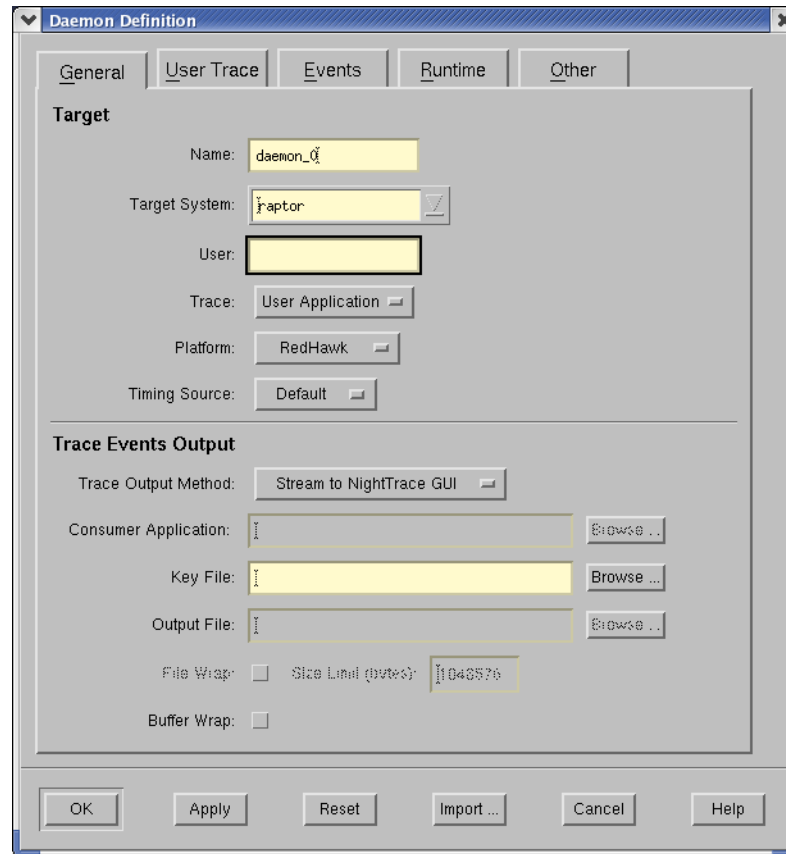 Daemon Definition
General User Trace Events Runtime Other
Target
Name: daemon_0
Target System: raptor
User:
Trace: User Application
Platform: RedHawk
Timing Source: Default
Trace Events Output
Trace Output Method: Stream to NightTrace GUI
Consumer Application: Browse ...
Key File: Browse ...
Output File: Browse ...
File Wrap: Size Limit (bytes): 1048576
Buffer Wrap:
OK Apply Reset Import ... Cancel Help